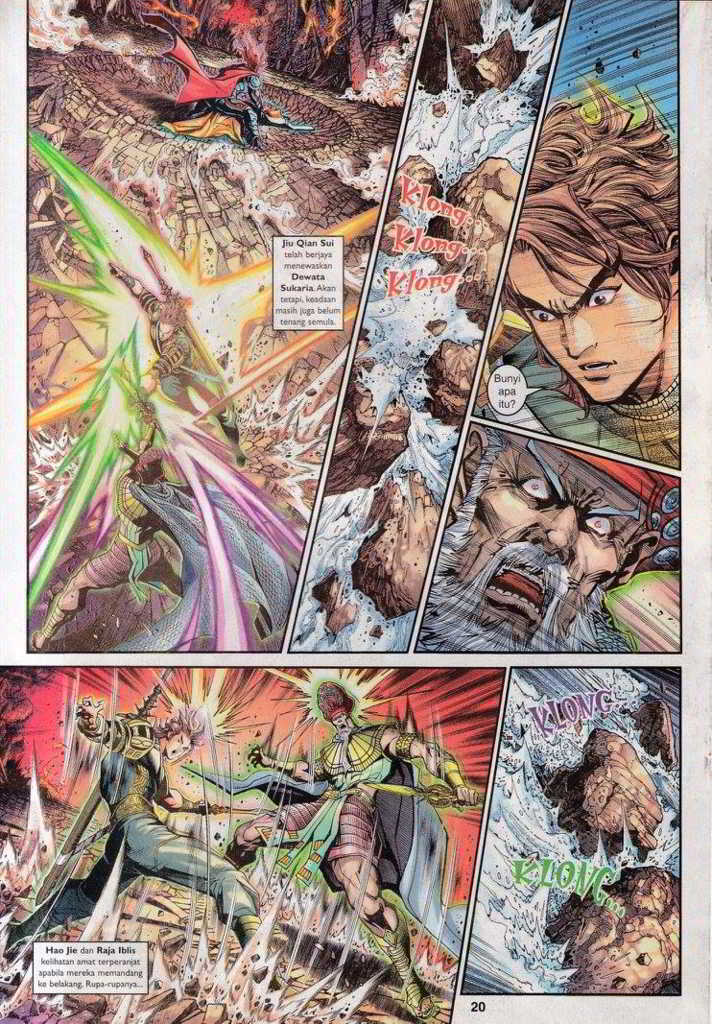 Jiu Qian Sui
telah berjaya
menewaskan
Dewata
Sukaria. Akan
tetapi, keadaan
masih juga belum
tenang semula.
Klong..
Klong...
Klong...
Bunyi
apa
itu?
Hao Jie dan Raja Iblis
kelihatan amat terperanjat
apabila mereka memandang
ke belakang. Rupa-rupanya...
KLONG
KLONG...
20